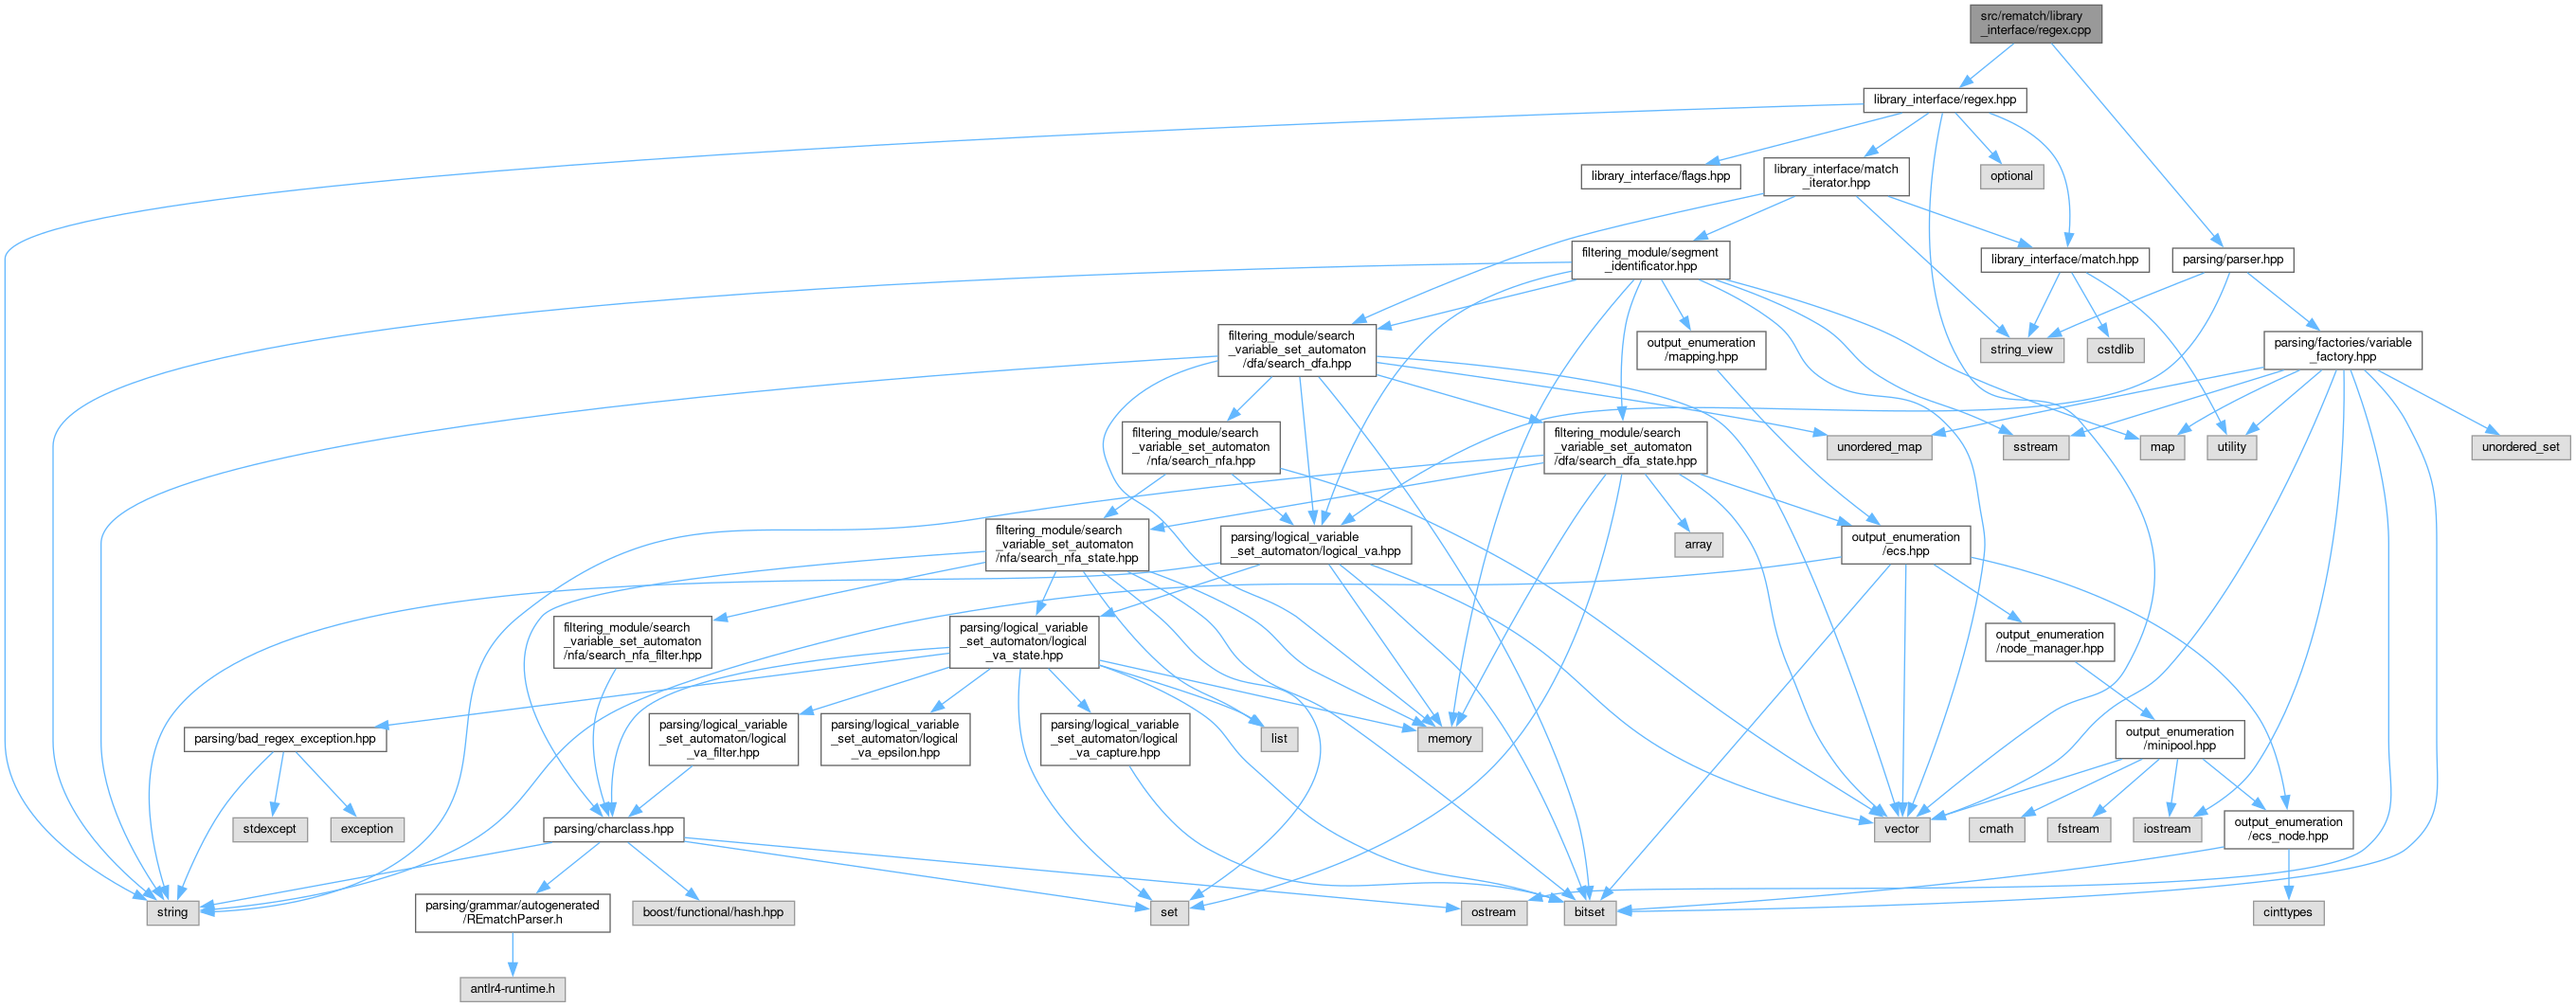 src/rematch/library
_interface/regex.cpp
library_interface/regex.hpp
library_interface/flags.hpp
library_interface/match
_iterator.hpp
optional
filtering_module/segment
_identificator.hpp
library_interface/match.hpp
parsing/parser.hpp
filtering_module/search
_variable_set_automaton
/dfa/search_dfa.hpp
output_enumeration
/mapping.hpp
string_view
cstdlib
parsing/factories/variable
_factory.hpp
filtering_module/search
_variable_set_automaton
/nfa/search_nfa.hpp
filtering_module/search
_variable_set_automaton
/dfa/search_dfa_state.hpp
unordered_map
sstream
map
utility
unordered_set
filtering_module/search
_variable_set_automaton
/nfa/search_nfa_state.hpp
parsing/logical_variable
_set_automaton/logical_va.hpp
array
output_enumeration
/ecs.hpp
filtering_module/search
_variable_set_automaton
/nfa/search_nfa_filter.hpp
parsing/logical_variable
_set_automaton/logical
_va_state.hpp
output_enumeration
/node_manager.hpp
parsing/bad_regex_exception.hpp
parsing/logical_variable
_set_automaton/logical
_va_filter.hpp
parsing/logical_variable
_set_automaton/logical
_va_epsilon.hpp
parsing/logical_variable
_set_automaton/logical
_va_capture.hpp
list
memory
output_enumeration
/minipool.hpp
stdexcept
exception
parsing/charclass.hpp
vector
cmath
fstream
iostream
output_enumeration
/ecs_node.hpp
string
parsing/grammar/autogenerated
/REmatchParser.h
boost/functional/hash.hpp
set
ostream
bitset
cinttypes
antlr4-runtime.h